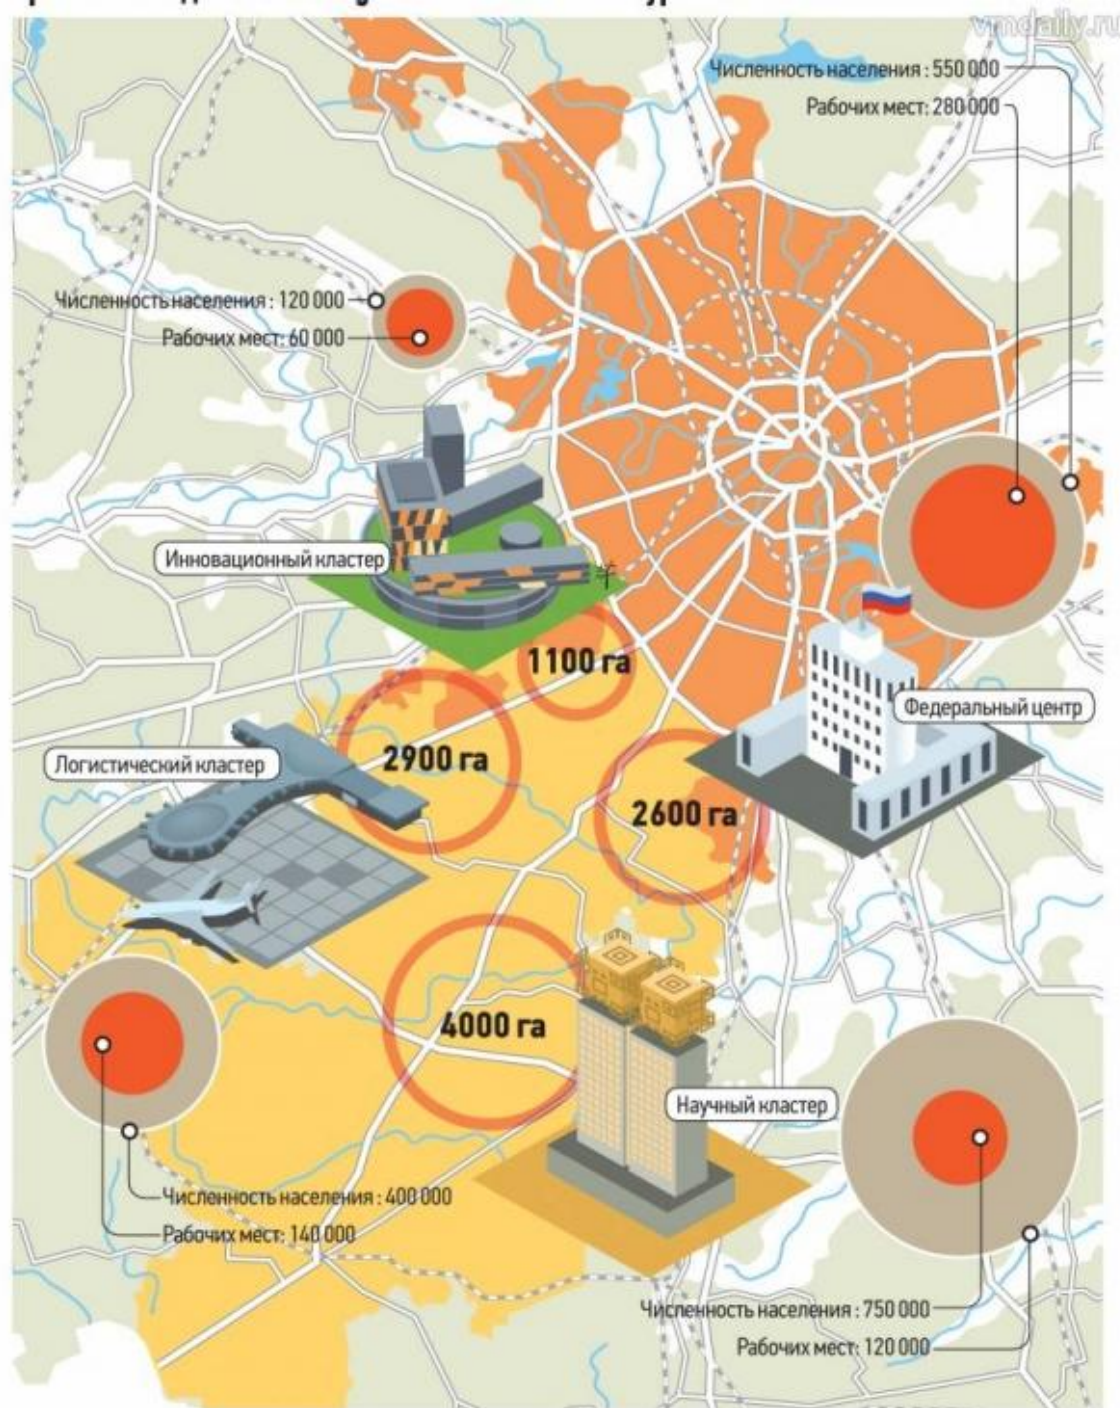 vmdaily.ru
Численность населения : 550 000
Рабочих мест: 280 000
Численность населения : 120 000
Рабочих мест: 60 000
Инновационный кластер
1100 га
Федеральный центр
2900 га
Логистический кластер
2600 га
4000 га
Научный кластер
Численность населения : 400 000
Рабочих мест: 140 000
Численность населения : 750 000
Рабочих мест: 120 000